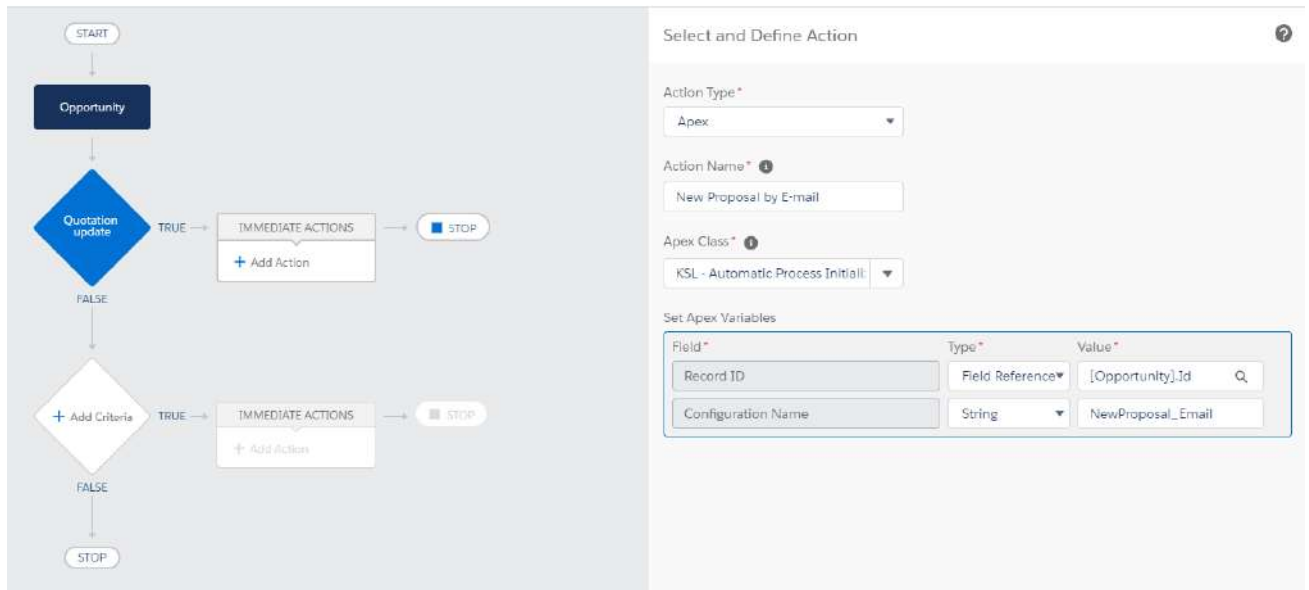 START
Opportunity
Quotation
update
TRUE
IMMEDIATE ACTIONS
+ Add Action
STOP
FALSE
+ Add Criteria
TRUE
IMMEDIATE ACTIONS
+ Add Action
STOP
FALSE
STOP
Select and Define Action
?
Action Type*
Apex
Action Name* i
New Proposal by E-mail
Apex Class* i
KSL - Automatic Process Initiali
Set Apex Variables
Field* Type* Value*
Record ID Field Reference [Opportunity].Id
Configuration Name String NewProposal_Email